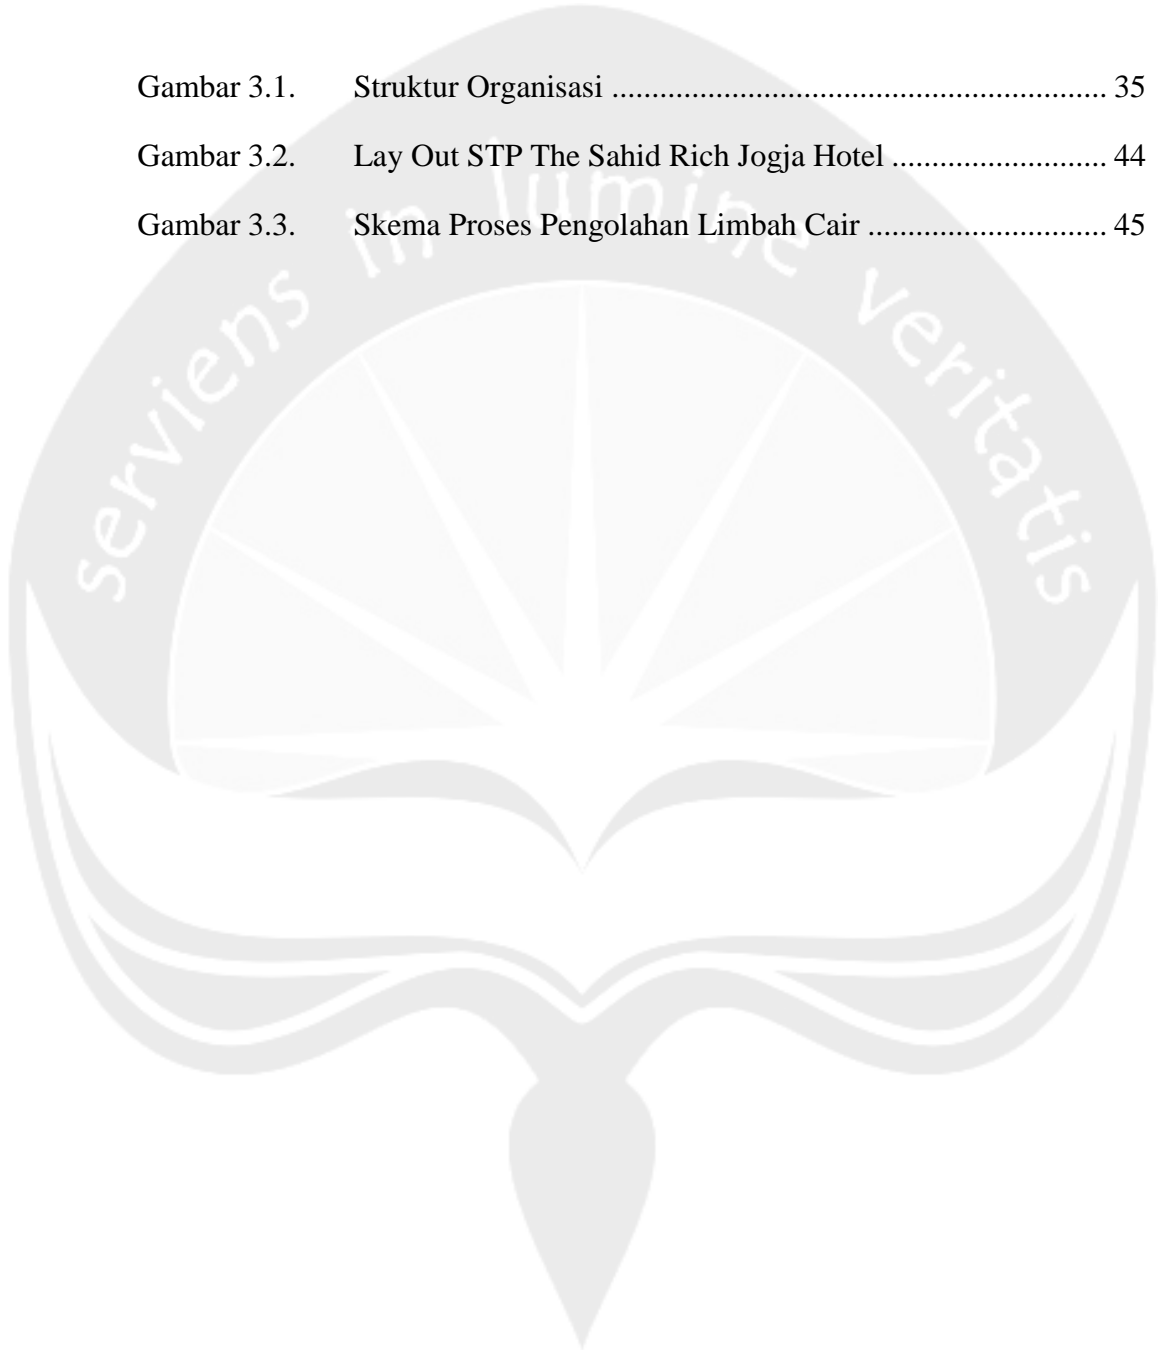 Gambar 3.1. Struktur Organisasi .............................................................. 35
Gambar 3.2. Lay Out STP The Sahid Rich Jogja Hotel ........................... 44
Gambar 3.3. Skema Proses Pengolahan Limbah Cair .............................. 45
serviens in lumine veritatis